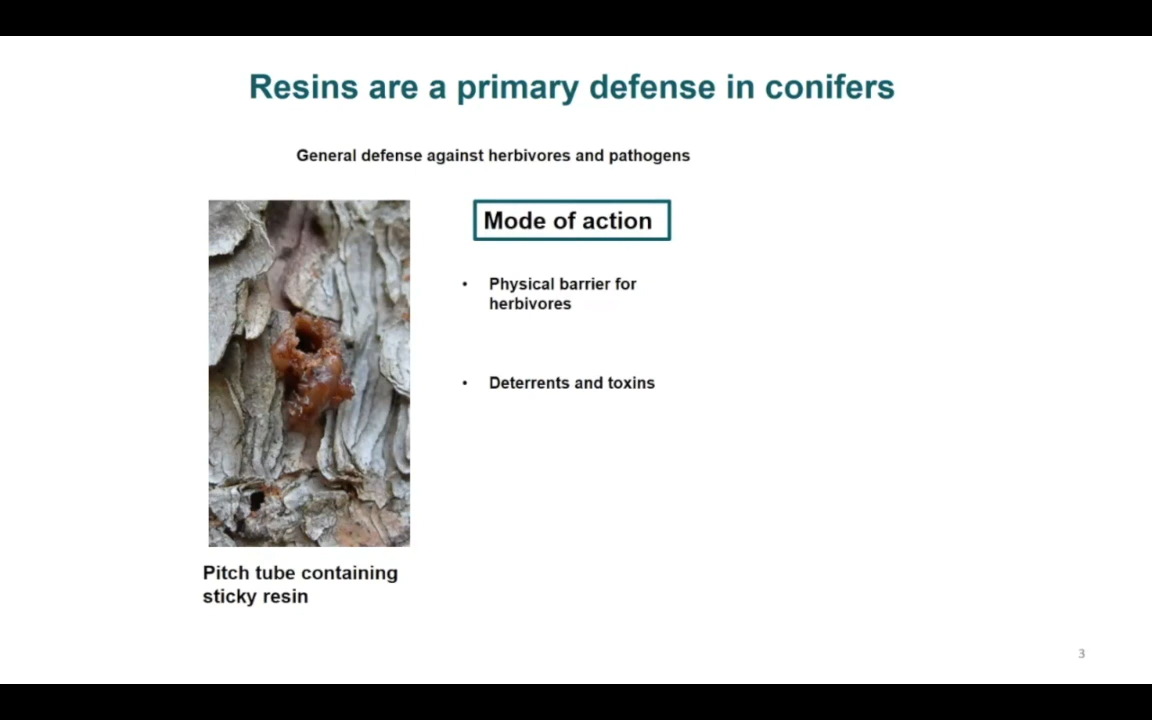 Resins are a primary defense in conifers
General defense against herbivores and pathogens
Mode of action
• Physical barrier for
herbivores
• Deterrents and toxins
Pitch tube containing
sticky resin
3